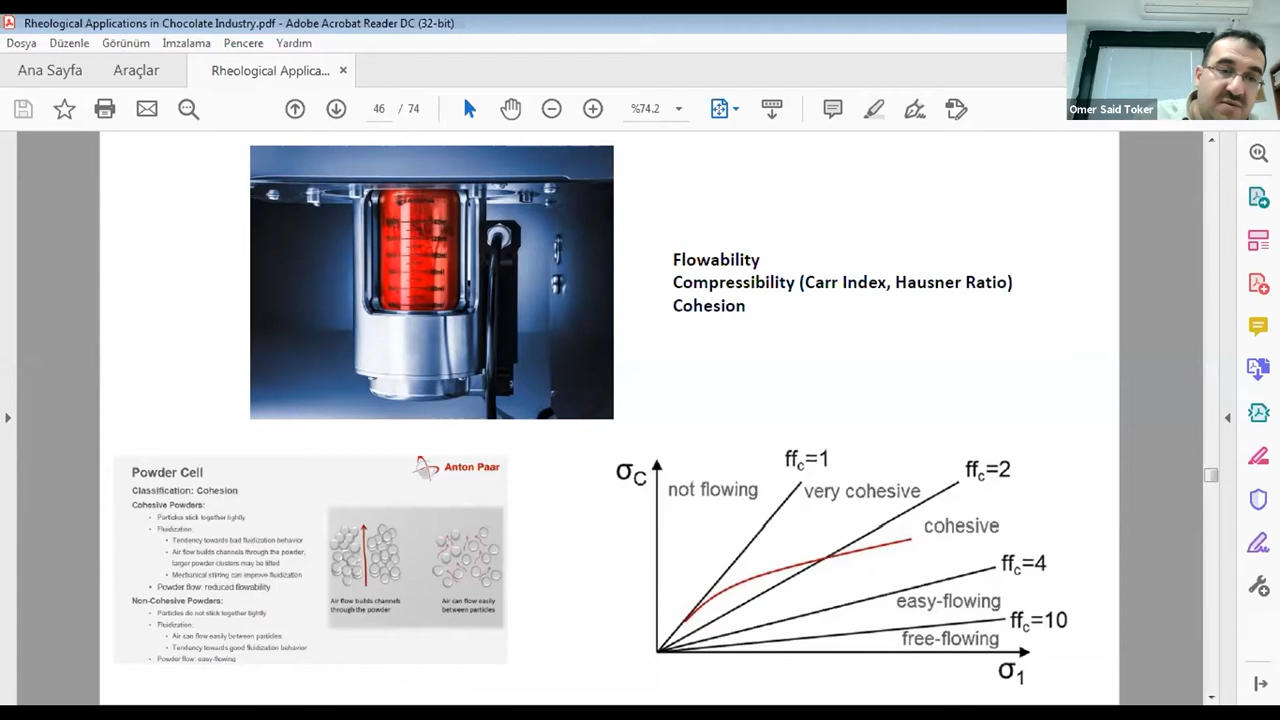 Rheological Applications in Chocolate Industry.pdf - Adobe Acrobat Reader DC (32-bit)
Dosya Düzenle Görünüm İmzalama Pencere Yardım
Ana Sayfa Araçlar Rheological Applica... ×
46 / 74 %74.2
Omer Said Toker
Flowability
Compressibility (Carr Index, Hausner Ratio)
Cohesion
Powder Cell
Anton Paar
Classification: Cohesion
Cohesive Powders:
Particles stick together tightly
Fluidization:
Tendency towards bad fluidization behavior
Air flow builds channels through the powder,
larger powder clusters may be lifted
Mechanical stirring can improve fluidization
Powder flow: reduced flowability
Non-Cohesive Powders:
Particles do not stick together tightly
Fluidization:
Air can flow easily between particles
Tendency towards good fluidization behavior
Powder flow: easy-flowing
Air flow builds channels
through the powder
Air can flow easily
between particles
σC
ffc=1
not flowing
very cohesive
ffc=2
cohesive
ffc=4
easy-flowing
ffc=10
free-flowing
σ1